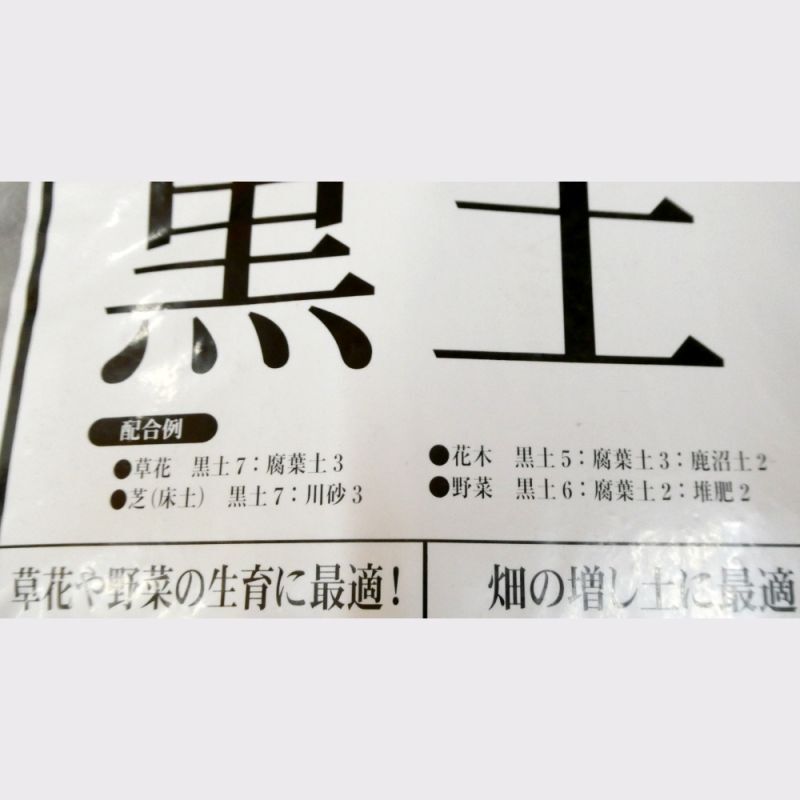 黒土
配合例
●草花 黒土7：腐葉土3
●芝(床土) 黒土7：川砂3
●花木 黒土5：腐葉土3：鹿沼土2
●野菜 黒土6：腐葉土2：堆肥2
草花や野菜の生育に最適！
畑の増し土に最適